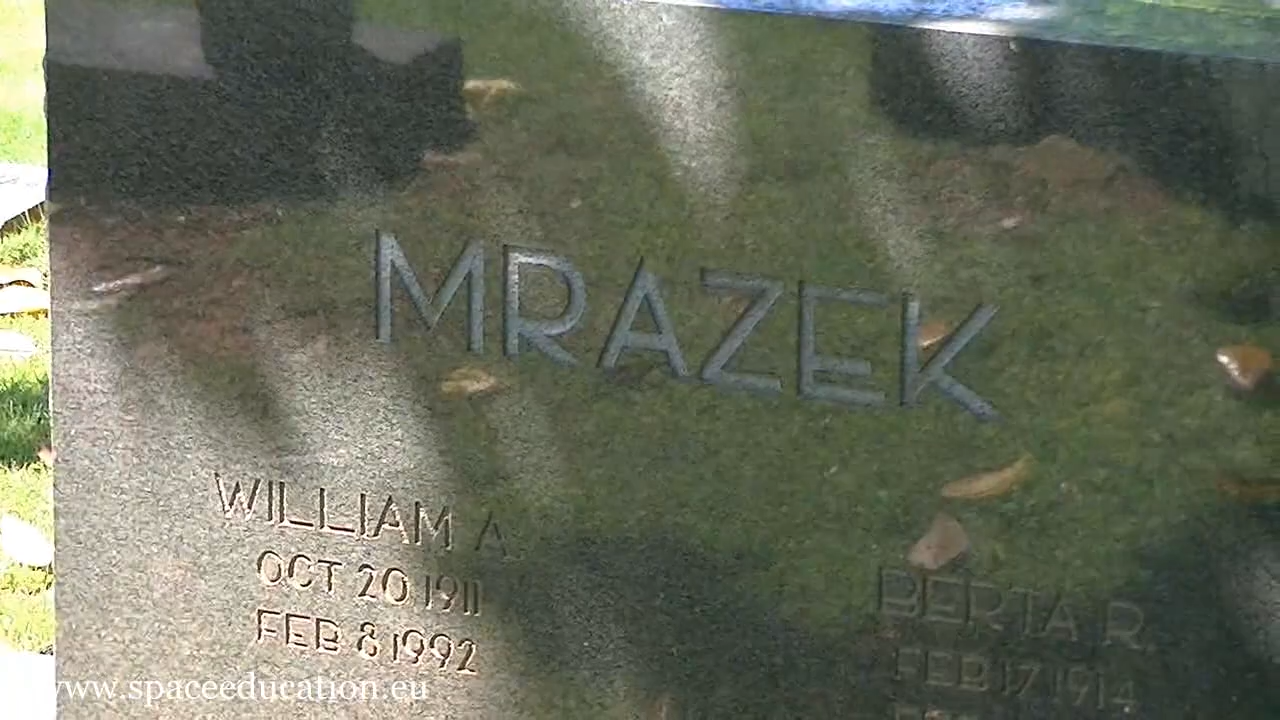 MRAZEK
WILLIAM A.
OCT 20 1911
FEB 8 1992
BERTA R.
FEB 17 1914
www.spaceeducation.eu